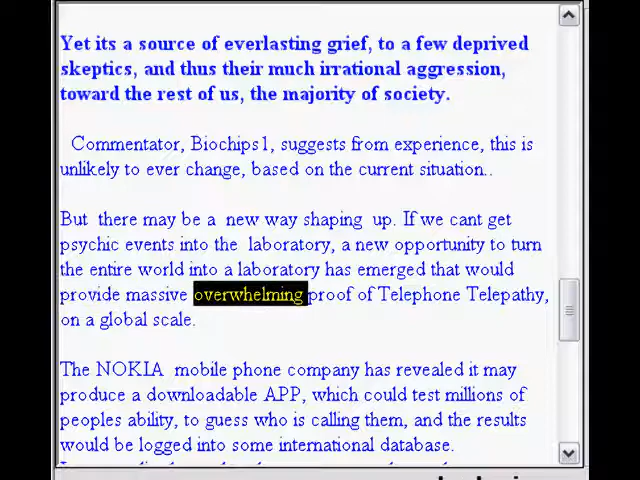 Yet its a source of everlasting grief, to a few deprived
skeptics, and thus their much irrational aggression,
toward the rest of us, the majority of society.
Commentator, Biochips1, suggests from experience, this is
unlikely to ever change, based on the current situation..
But there may be a new way shaping up. If we cant get
psychic events into the laboratory, a new opportunity to turn
the entire world into a laboratory has emerged that would
provide massive overwhelming proof of Telephone Telepathy,
on a global scale.
The NOKIA mobile phone company has revealed it may
produce a downloadable APP, which could test millions of
peoples ability, to guess who is calling them, and the results
would be logged into some international database.